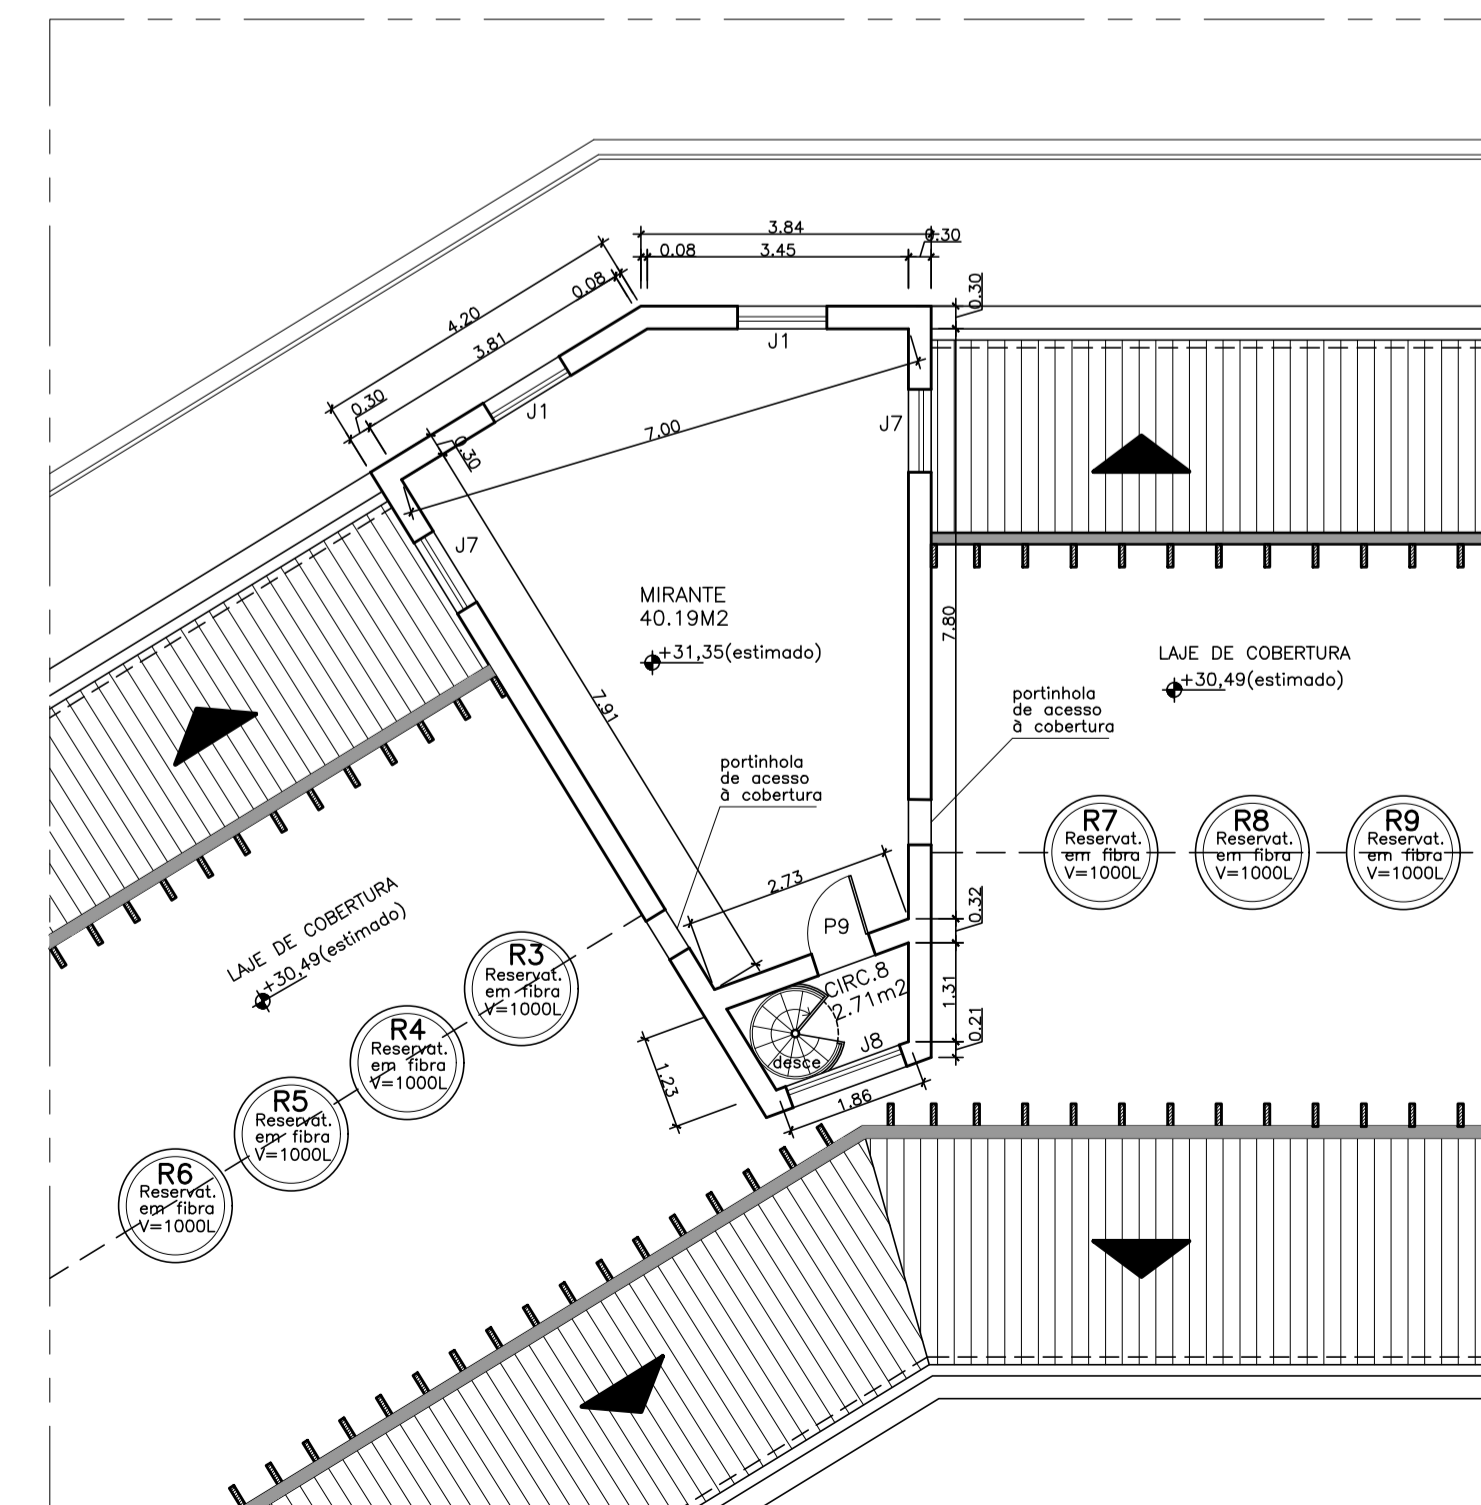 3.84
0.08
3.45
0.30
0.08
4.20
3.81
0.30
0.30
0.30
J1
J1
7.00
J7
J7
MIRANTE
40.19M2
+31,35(estimado)
7.80
7.91
LAJE DE COBERTURA
+30,49(estimado)
portinhola
de acesso
à cobertura
portinhola
de acesso
à cobertura
R7
Reservat.
em fibra
V=1000L
R8
Reservat.
em fibra
V=1000L
R9
Reservat.
em fibra
V=1000L
2.73
0.32
P9
LAJE DE COBERTURA
+30,49(estimado)
R3
Reservat.
em fibra
V=1000L
CIRC.8
2.71m2
1.31
0.21
J8
desce
R4
Reservat.
em fibra
V=1000L
1.23
1.86
R5
Reservat.
em fibra
V=1000L
R6
Reservat.
em fibra
V=1000L